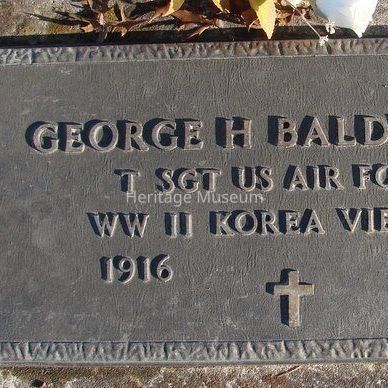 GEORGE H BALD
T SGT US AIR FO
WW II KOREA VIE
1916
Heritage Museum